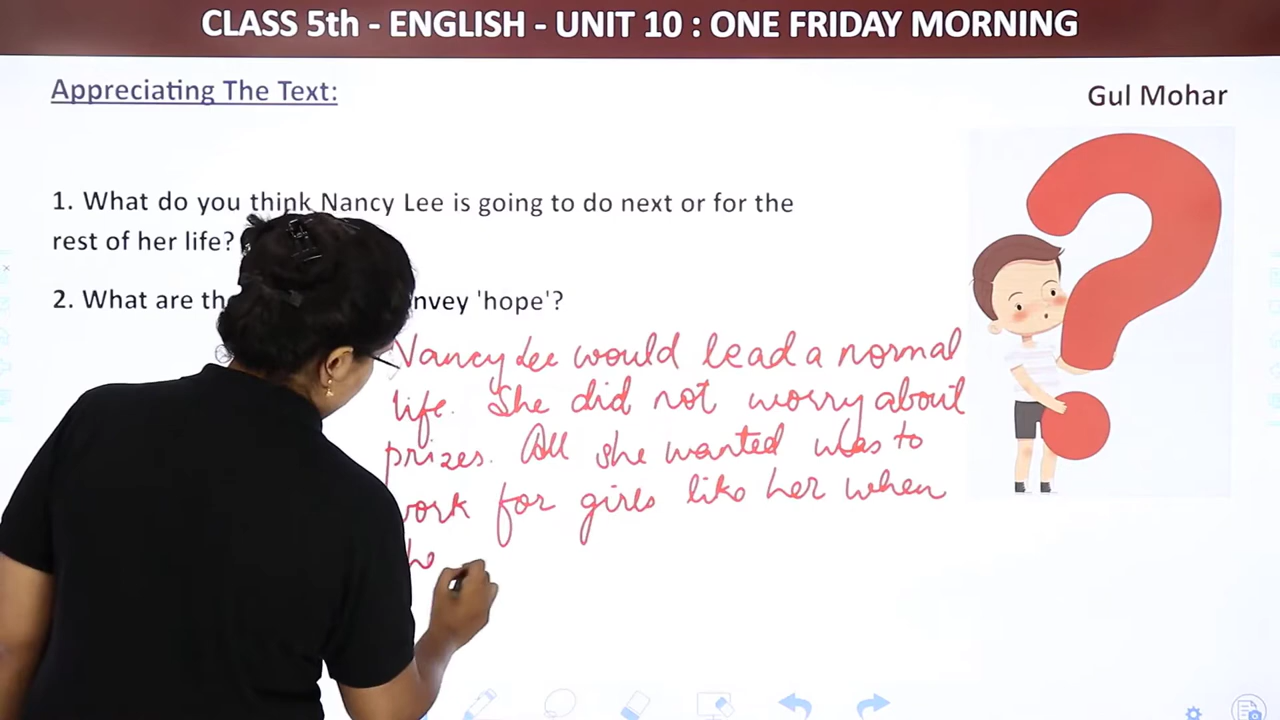 CLASS 5th - ENGLISH - UNIT 10 : ONE FRIDAY MORNING
Appreciating The Text:
Gul Mohar
1. What do you think Nancy Lee is going to do next or for the
rest of her life?
2. What are the 'hope'?
Nancy Lee would lead a normal
life. She did not worry about
prizes. All she wanted was to
work for girls like her when